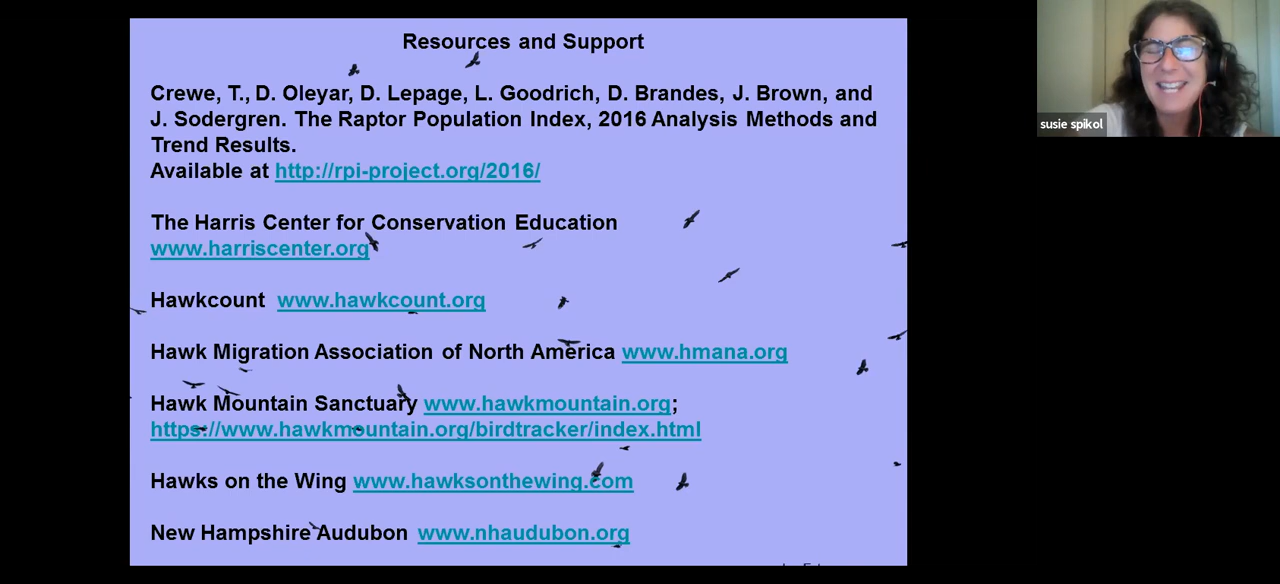 Resources and Support
Crewe, T., D. Oleyar, D. Lepage, L. Goodrich, D. Brandes, J. Brown, and
J. Sodergren. The Raptor Population Index, 2016 Analysis Methods and
Trend Results.
Available at http://rpi-project.org/2016/
The Harris Center for Conservation Education
www.harriscenter.org
Hawkcount www.hawkcount.org
Hawk Migration Association of North America www.hmana.org
Hawk Mountain Sanctuary www.hawkmountain.org;
https://www.hawkmountain.org/birdtracker/index.html
Hawks on the Wing www.hawksonthewing.com
New Hampshire Audubon www.nhaudubon.org
susie spikol